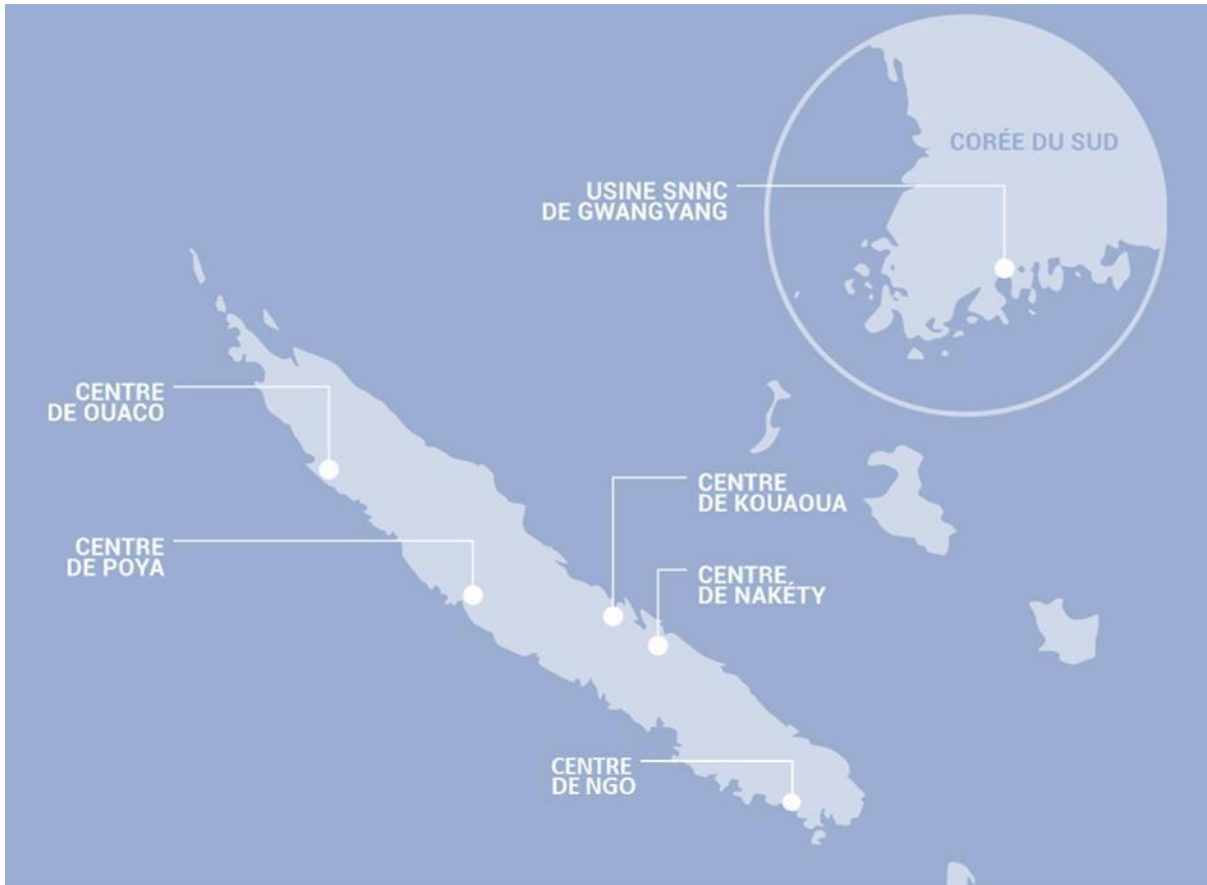 CORÉE DU SUD
USINE SNNC
DE GWANGYANG
CENTRE
DE OUACO
CENTRE
DE KOUAOUA
CENTRE
DE POYA
CENTRE
DE NAKÉTY
CENTRE
DE NGO